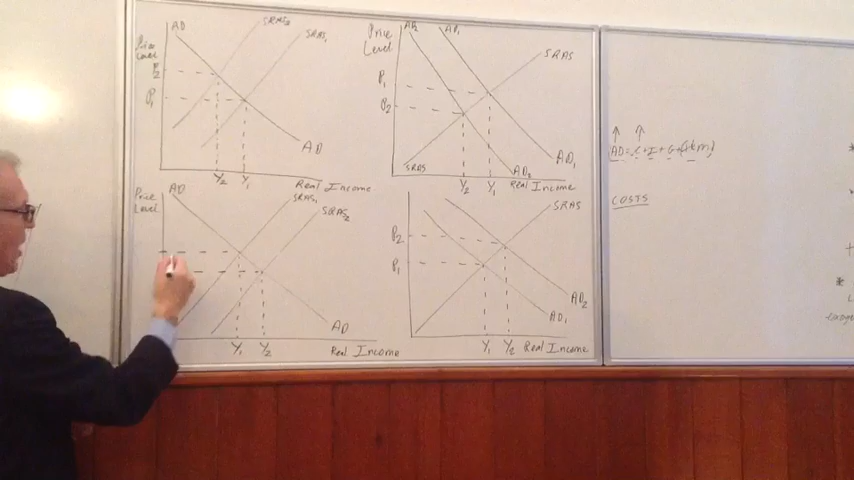 AD
SRAS2
SRAS1
Price
Level
P2
P1
AD
Y2
Y1
Real Income
Price
Level
AD2
AD1
SRAS
P1
P2
SRAS
AD2
AD1
Y2
Y1
Real Income
Price
Level
AD
SRAS1
SRAS2
AD
Y1
Y2
Real Income
SRAS
P2
P1
AD2
AD1
Y1
Y2
Real Income
AD=C+I+G+
COSTS